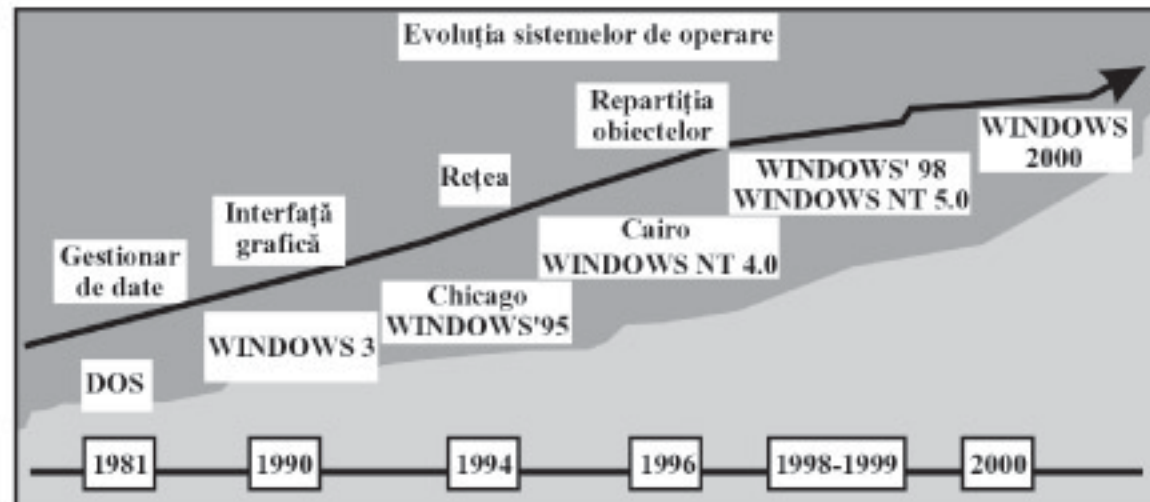 Evoluția sistemelor de operare
Repartiția
obiectelor
Rețea
Interfață
grafică
Gestionar
de date
WINDOWS
2000
WINDOWS' 98
WINDOWS NT 5.0
Cairo
WINDOWS NT 4.0
Chicago
WINDOWS'95
WINDOWS 3
DOS
1981
1990
1994
1996
1998-1999
2000